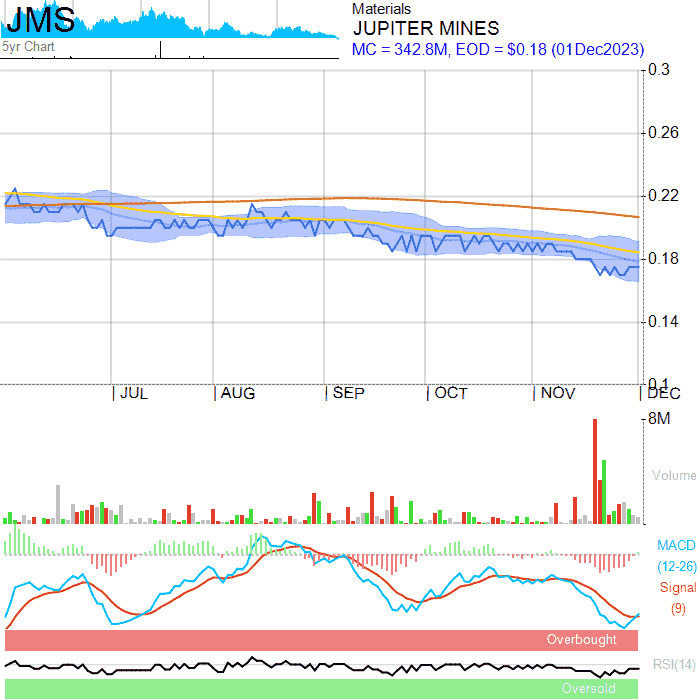 JMS
5yr Chart
Materials
JUPITER MINES
MC = 342.8M, EOD = $0.18 (01Dec2023)
0.3
0.26
0.22
0.18
0.14
0.1
JUL AUG SEP OCT NOV DEC
8M
Volume
MACD
(12-26)
Signal
(9)
Overbought
RSI(14)
Oversold